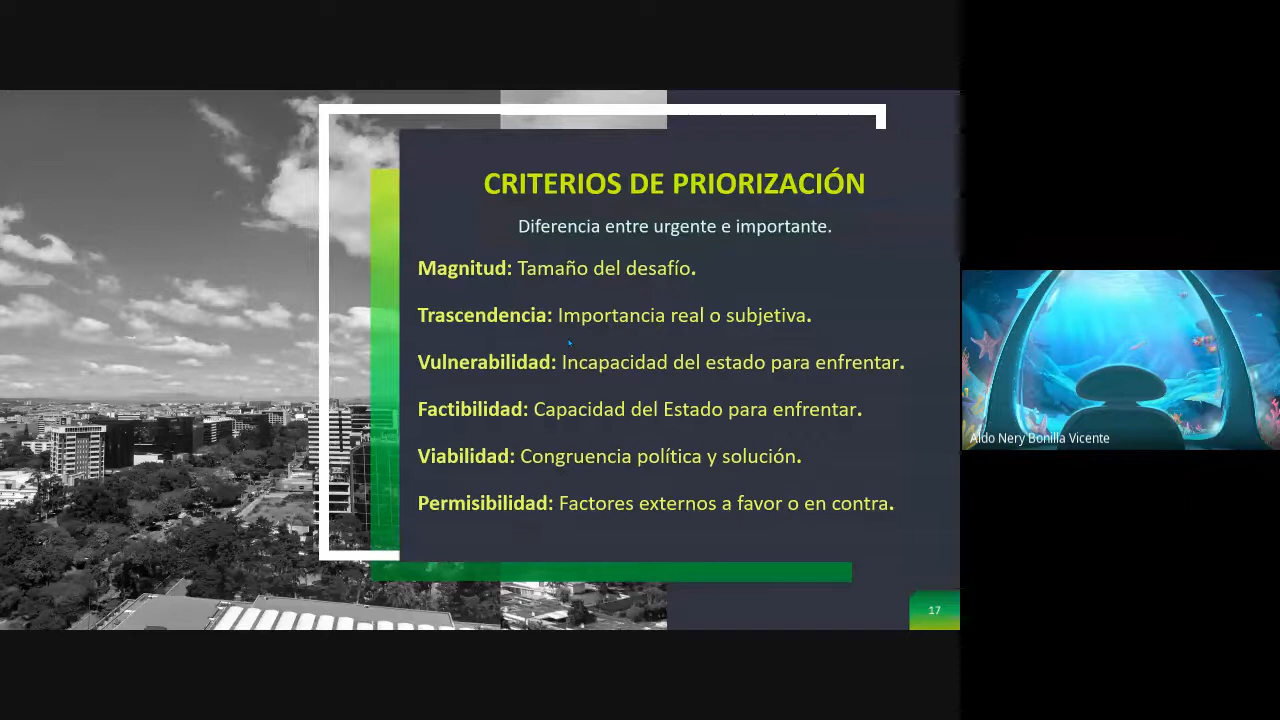 CRITERIOS DE PRIORIZACIÓN
Diferencia entre urgente e importante.
Magnitud: Tamaño del desafío.
Trascendencia: Importancia real o subjetiva.
Vulnerabilidad: Incapacidad del estado para enfrentar.
Factibilidad: Capacidad del Estado para enfrentar.
Viabilidad: Congruencia política y solución.
Permisibilidad: Factores externos a favor o en contra.
17
Aldo Nery Bonilla Vicente